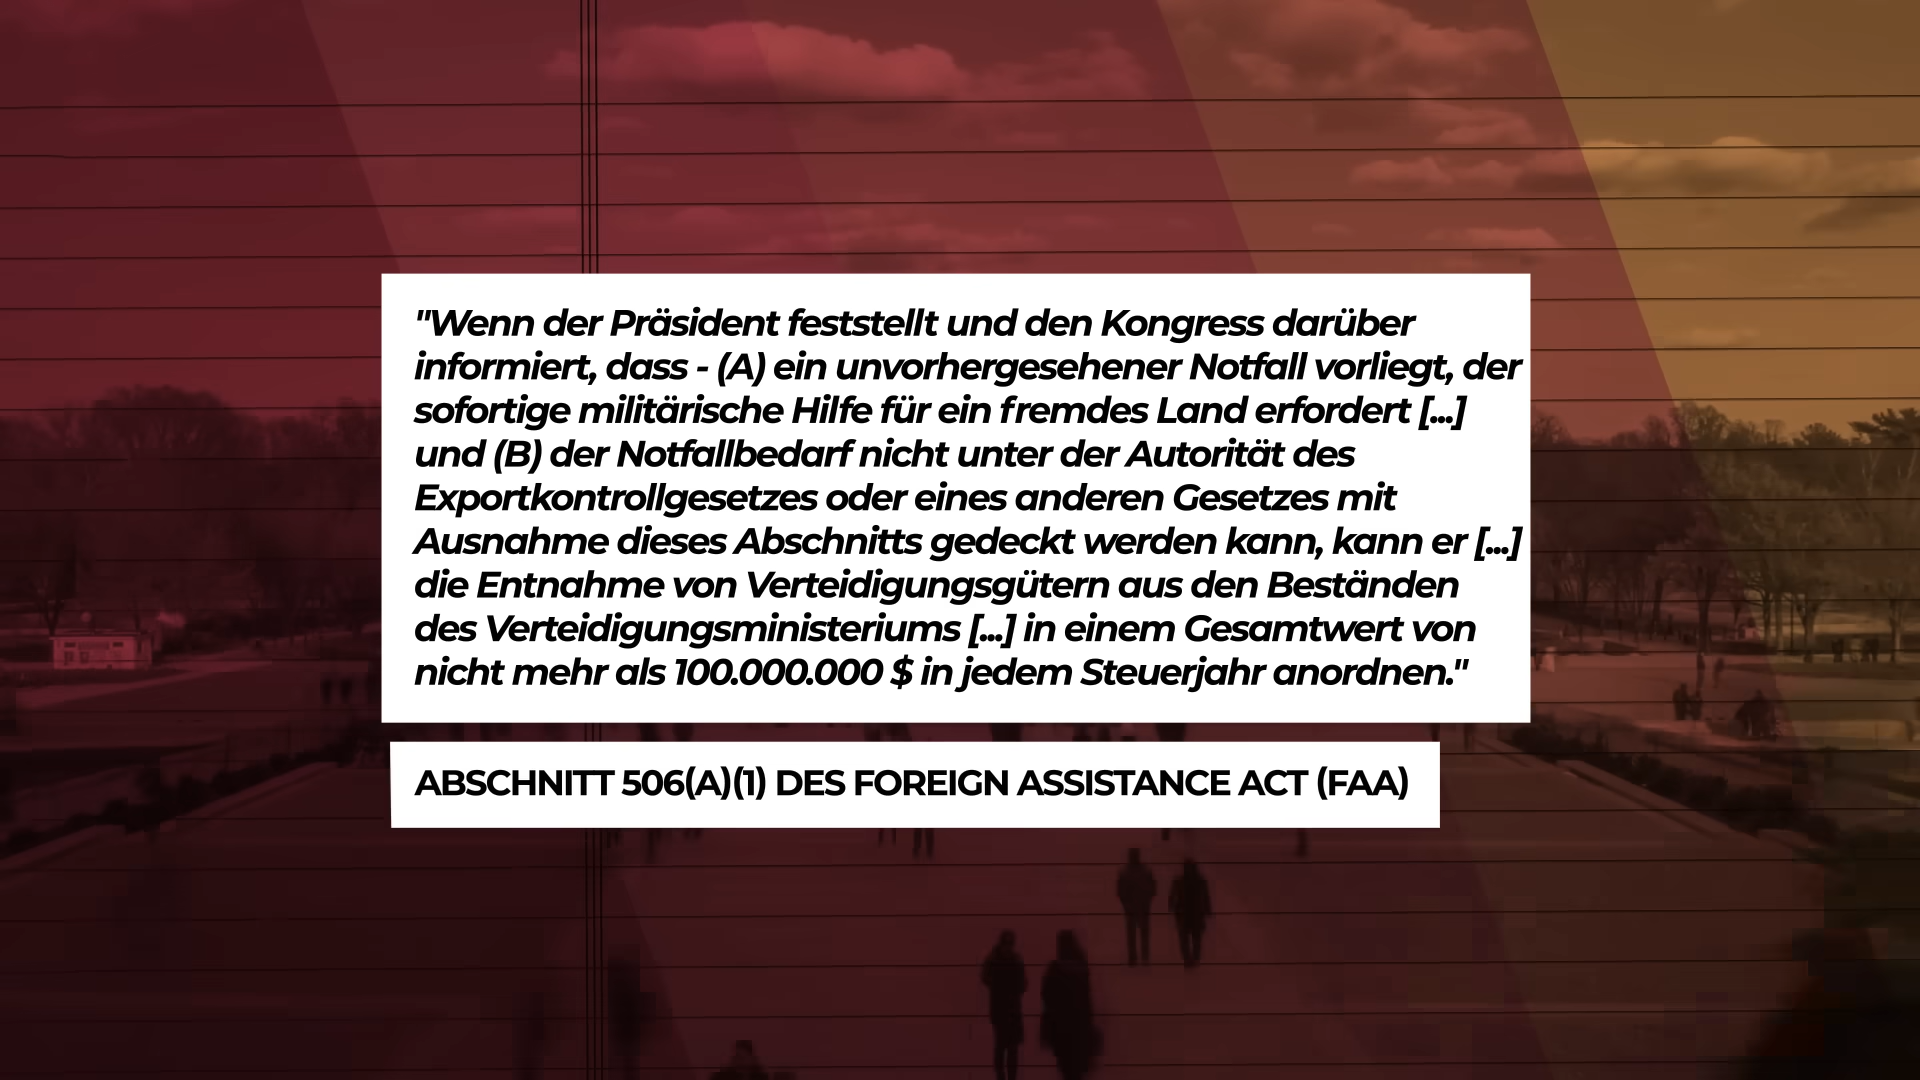 "Wenn der Präsident feststellt und den Kongress darüber
informiert, dass - (A) ein unvorhergesehener Notfall vorliegt, der
sofortige militärische Hilfe für ein fremdes Land erfordert [...]
und (B) der Notfallbedarf nicht unter der Autorität des
Exportkontrollgesetzes oder eines anderen Gesetzes mit
Ausnahme dieses Abschnitts gedeckt werden kann, kann er [...]
die Entnahme von Verteidigungsgütern aus den Beständen
des Verteidigungsministeriums [...] in einem Gesamtwert von
nicht mehr als 100.000.000 $ in jedem Steuerjahr anordnen."
ABSCHNITT 506(A)(1) DES FOREIGN ASSISTANCE ACT (FAA)